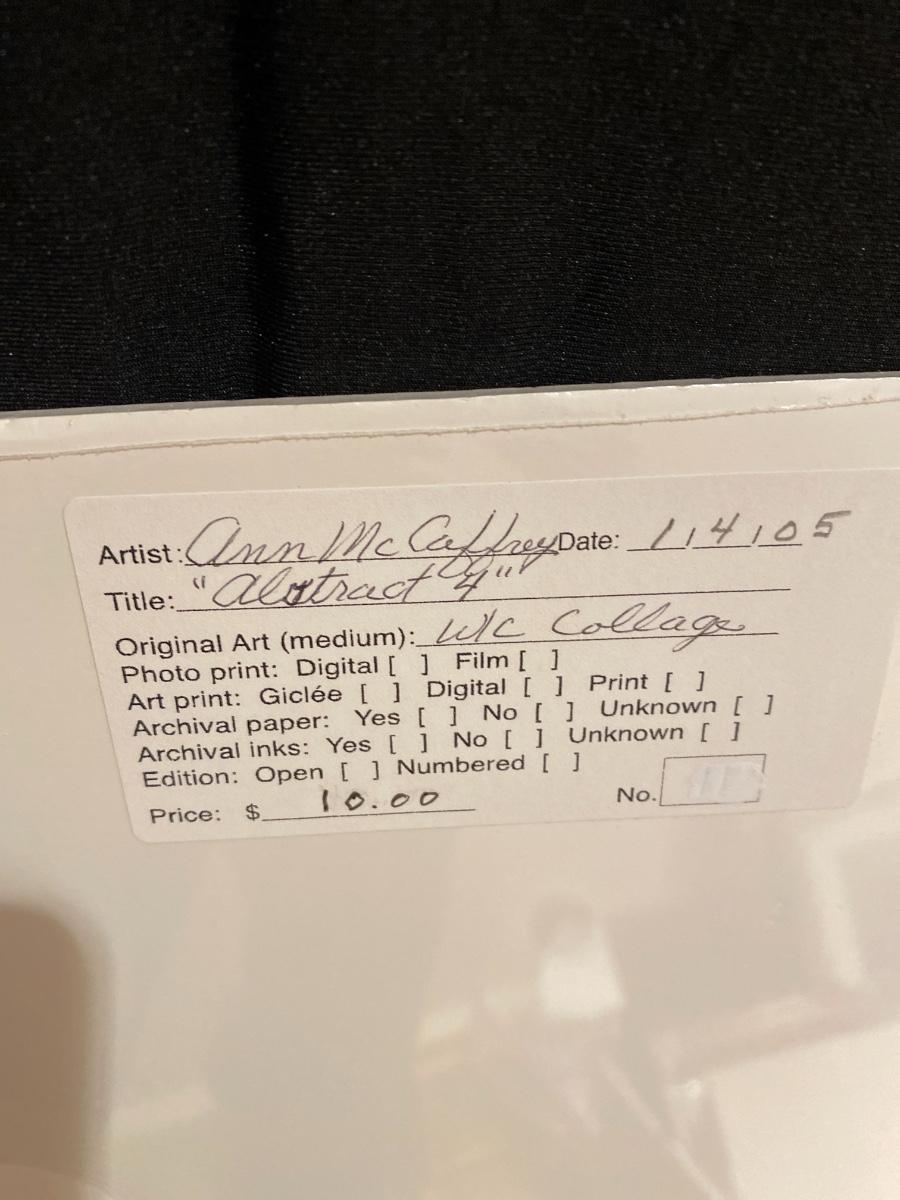 Artist: Ann McCaffrey Date: 1/4/05
Title: "Abstract 4"
Original Art (medium): W/C Collage
Photo print: Digital [ ] Film [ ]
Art print: Giclée [ ] Digital [ ] Print [ ]
Archival paper: Yes [ ] No [ ] Unknown [ ]
Archival inks: Yes [ ] No [ ] Unknown [ ]
Edition: Open [ ] Numbered [ ]
Price: $ 10.00 No.